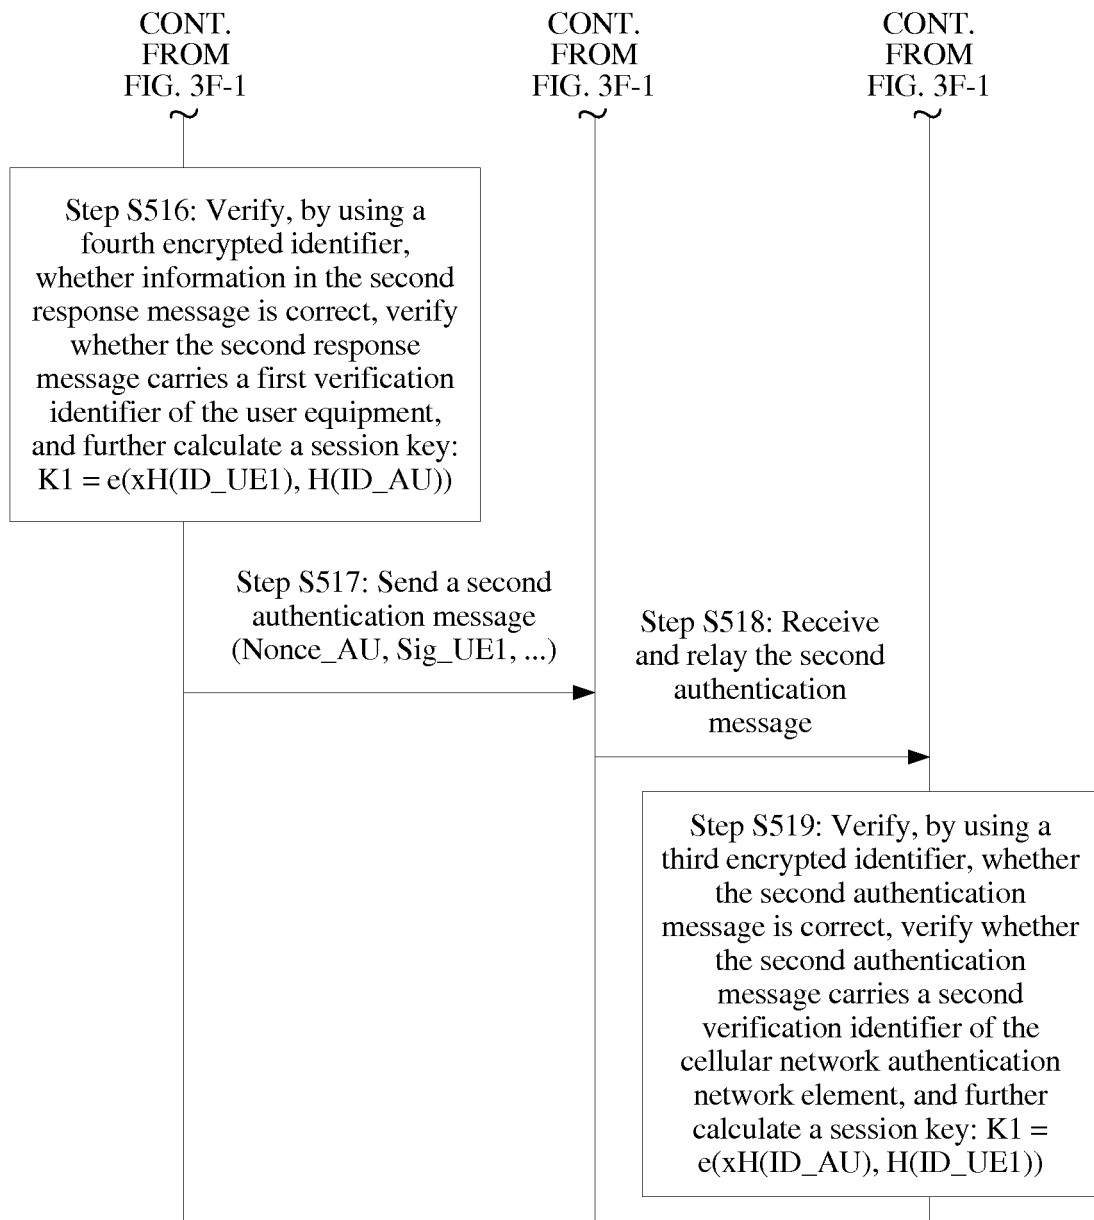 CONT.
FROM
FIG. 3F-1
CONT.
FROM
FIG. 3F-1
CONT.
FROM
FIG. 3F-1
Step S516: Verify, by using a
fourth encrypted identifier,
whether information in the second
response message is correct, verify
whether the second response
message carries a first verification
identifier of the user equipment,
and further calculate a session key:
K1 = e(xH(ID_UE1), H(ID_AU))
Step S517: Send a second
authentication message
(Nonce_AU, Sig_UE1, ...)
Step S518: Receive
and relay the second
authentication
message
Step S519: Verify, by using a
third encrypted identifier, whether
the second authentication
message is correct, verify whether
the second authentication
message carries a second
verification identifier of the
cellular network authentication
network element, and further
calculate a session key: K1 =
e(xH(ID_AU), H(ID_UE1))